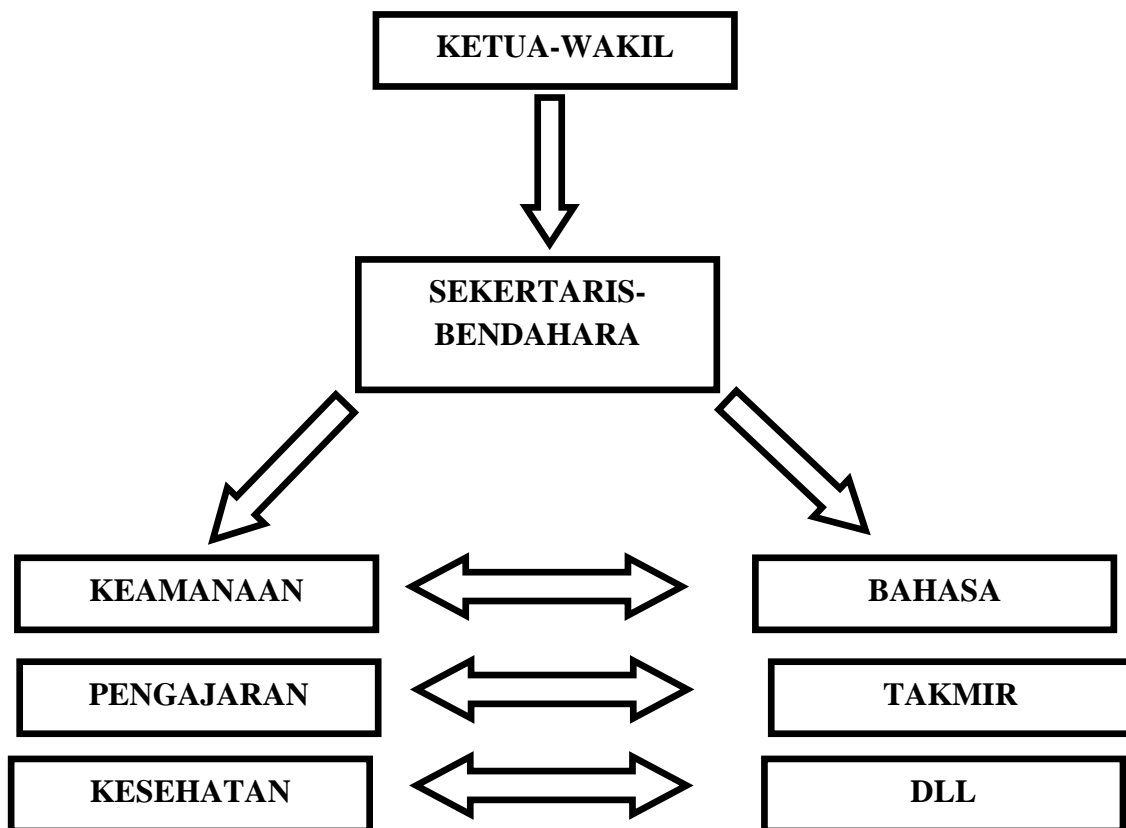 KETUA-WAKIL
SEKERTARIS-
BENDAHARA
KEAMANAAN
BAHASA
PENGAJARAN
TAKMIR
KESEHATAN
DLL